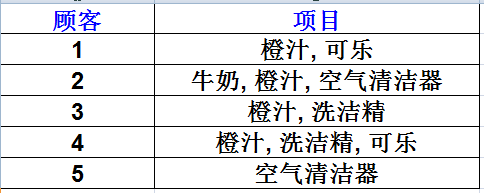 顾客 项目
1 橙汁, 可乐
2 牛奶, 橙汁, 空气清洁器
3 橙汁, 洗洁精
4 橙汁, 洗洁精, 可乐
5 空气清洁器